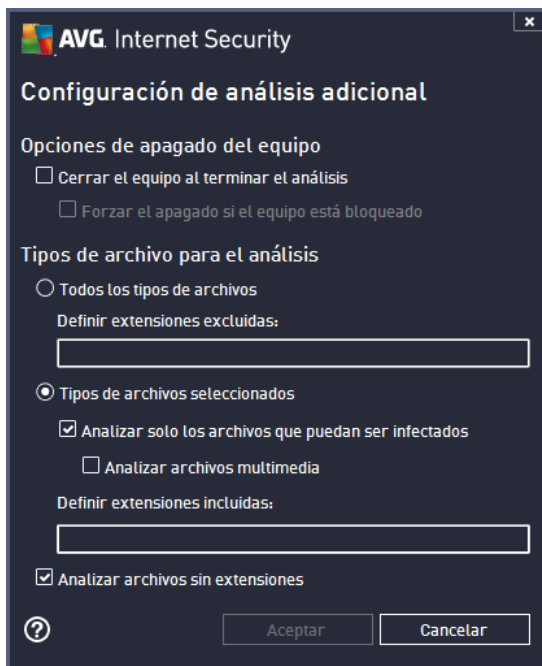 AVG. Internet Security
Configuración de análisis adicional
Opciones de apagado del equipo
Cerrar el equipo al terminar el análisis
Forzar el apagado si el equipo está bloqueado
Tipos de archivo para el análisis
Todos los tipos de archivos
Definir extensiones excluidas:
Tipos de archivos seleccionados
Analizar solo los archivos que puedan ser infectados
Analizar archivos multimedia
Definir extensiones incluidas:
Analizar archivos sin extensiones
Aceptar Cancelar